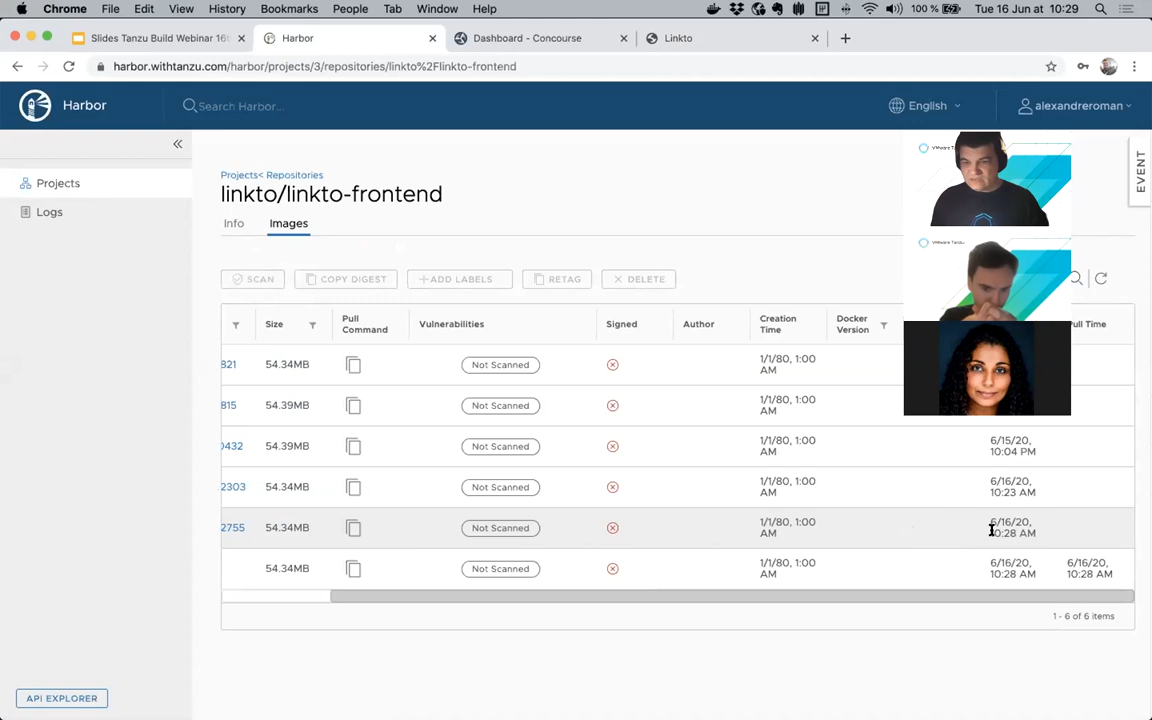 Chrome File Edit View History Bookmarks People Tab Window Help 100 % Tue 16 Jun at 10:29
Slides Tanzu Build Webinar 16t Harbor Dashboard - Concourse Linkto
harbor.withtanzu.com/harbor/projects/3/repositories/linkto%2Flinkto-frontend
Harbor Search Harbor... English alexandreroman
Projects
Logs
API EXPLORER
Projects< Repositories
linkto/linkto-frontend
Info Images
SCAN COPY DIGEST ADD LABELS RETAG DELETE
Size Pull Command Vulnerabilities Signed Author Creation Time Docker Version Pull Time
821 54.34MB Not Scanned 1/1/80, 1:00 AM
815 54.39MB Not Scanned 1/1/80, 1:00 AM
0432 54.39MB Not Scanned 1/1/80, 1:00 AM 6/15/20, 10:04 PM
2303 54.34MB Not Scanned 1/1/80, 1:00 AM 6/16/20, 10:23 AM
2755 54.34MB Not Scanned 1/1/80, 1:00 AM 6/16/20, 10:28 AM
54.34MB Not Scanned 1/1/80, 1:00 AM 6/16/20, 10:28 AM 6/16/20, 10:28 AM
1 - 6 of 6 items
EVENT